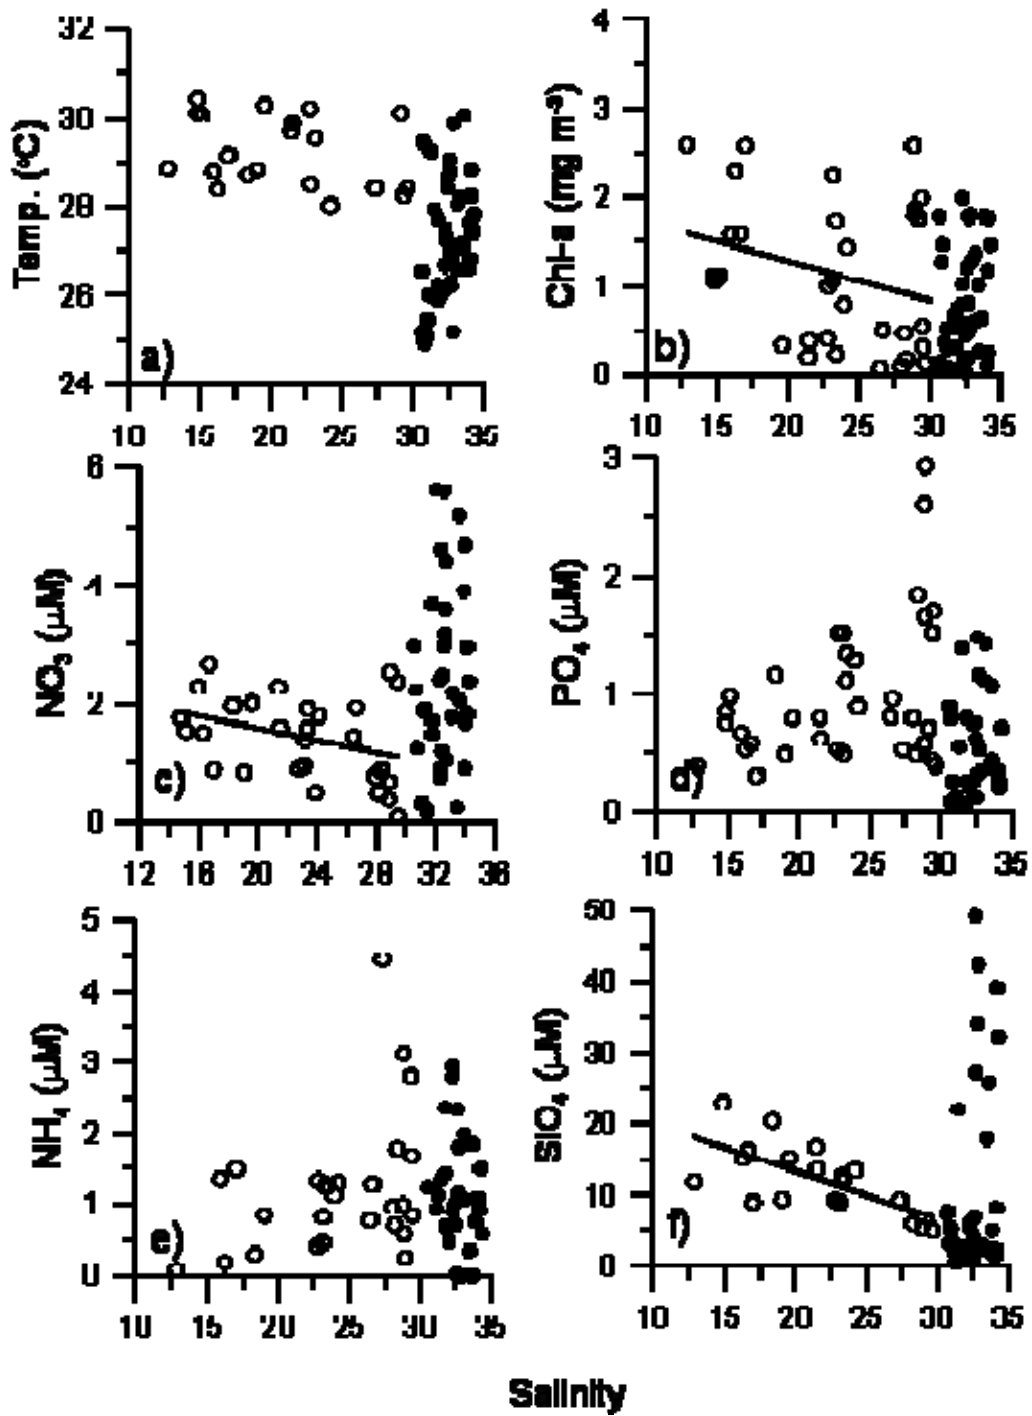 32
30
28
26
24
Temp. (°C)
a)
10 15 20 25 30 35
4
3
2
1
0
Chl-a (mg m⁻³)
b)
10 15 20 25 30 35
6
4
2
0
NO₃ (μM)
c)
12 16 20 24 28 32 36
3
2
1
0
PO₄ (μM)
d)
10 15 20 25 30 35
5
4
3
2
1
0
NH₄ (μM)
e)
10 15 20 25 30 35
50
40
30
20
10
0
SiO₄ (μM)
f)
10 15 20 25 30 35
Salinity